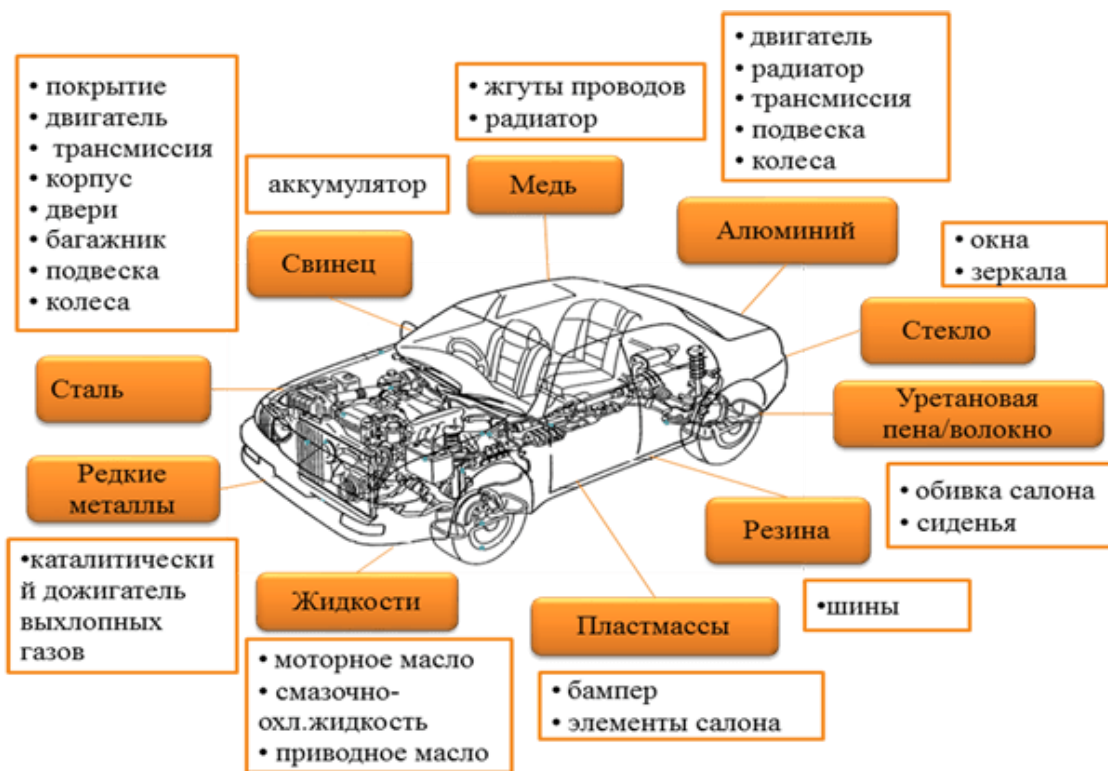 • покрытие
• двигатель
• трансмиссия
• корпус
• двери
• багажник
• подвеска
• колеса
аккумулятор
• жгуты проводов
• радиатор
• двигатель
• радиатор
• трансмиссия
• подвеска
• колеса
Медь
Алюминий
Свинец
• окна
• зеркала
Стекло
Сталь
Уретановая
пена/волокно
Редкие
металлы
• обивка салона
• сиденья
Резина
•каталитически
й дожигатель
выхлопных
газов
Жидкости
Пластмассы
•шины
• моторное масло
• смазочно-
охл.жидкость
• приводное масло
• бампер
• элементы салона